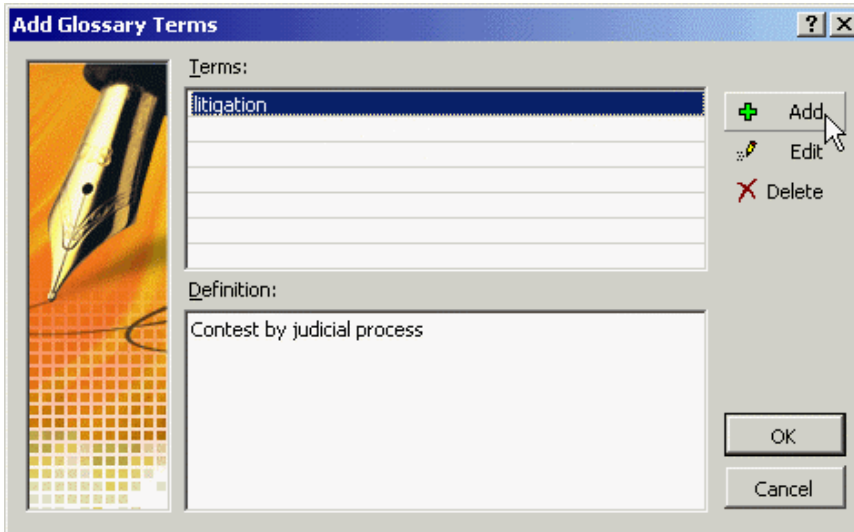 Add Glossary Terms
Terms:
litigation
Add
Edit
Delete
Definition:
Contest by judicial process
OK
Cancel